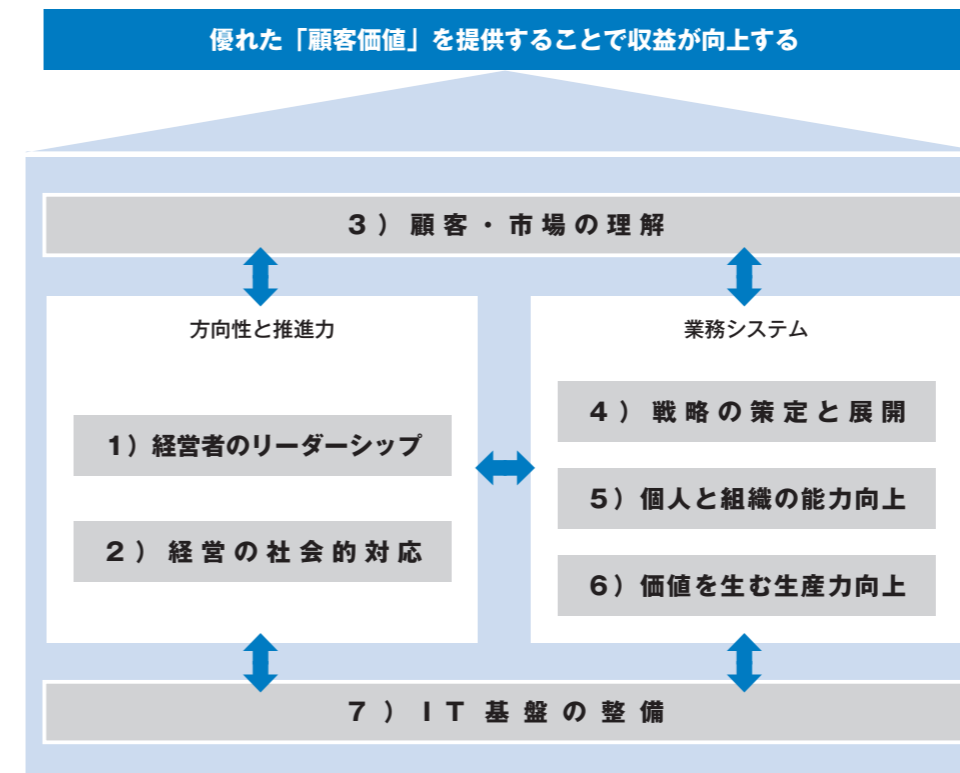 優れた「顧客価値」を提供することで収益が向上する
3）顧客・市場の理解
方向性と推進力
1）経営者のリーダーシップ
2）経営の社会的対応
業務システム
4）戦略の策定と展開
5）個人と組織の能力向上
6）価値を生む生産力向上
7）IT基盤の整備